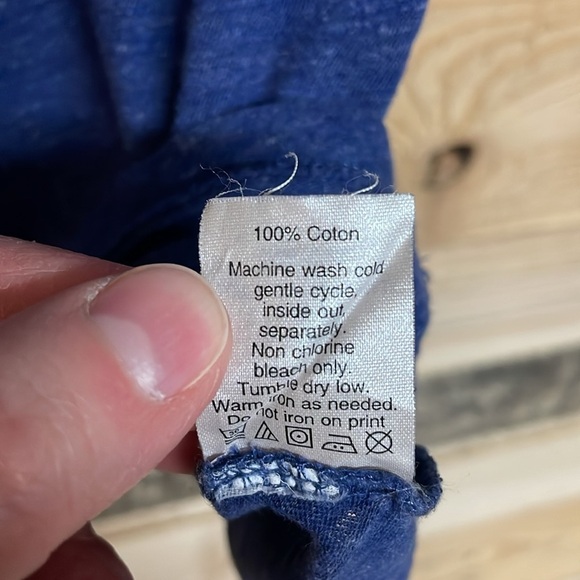 100% Coton
Machine wash cold
gentle cycle,
inside out,
separately.
Non chlorine
bleach only.
Tumble dry low.
Warm iron as needed.
Do not iron on print